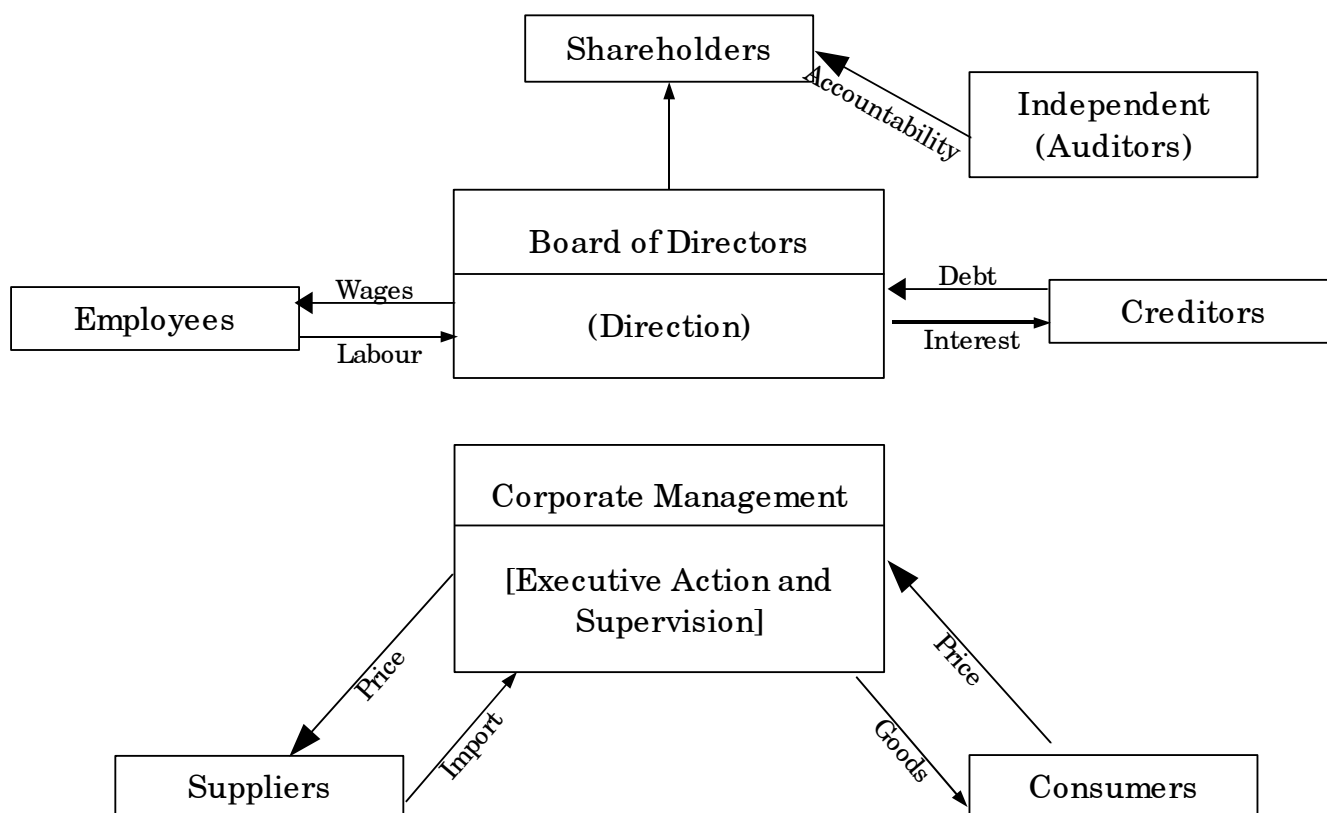 Shareholders
Accountability
Independent
(Auditors)
Board of Directors
Wages
Debt
Employees
(Direction)
Creditors
Labour
Interest
Corporate Management
[Executive Action and
Supervision]
Price
Price
Import
Goods
Suppliers
Consumers